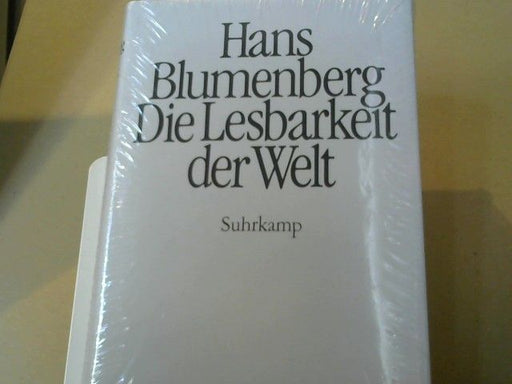 Hans
Blumenberg
Die Lesbarkeit
der Welt
Suhrkamp